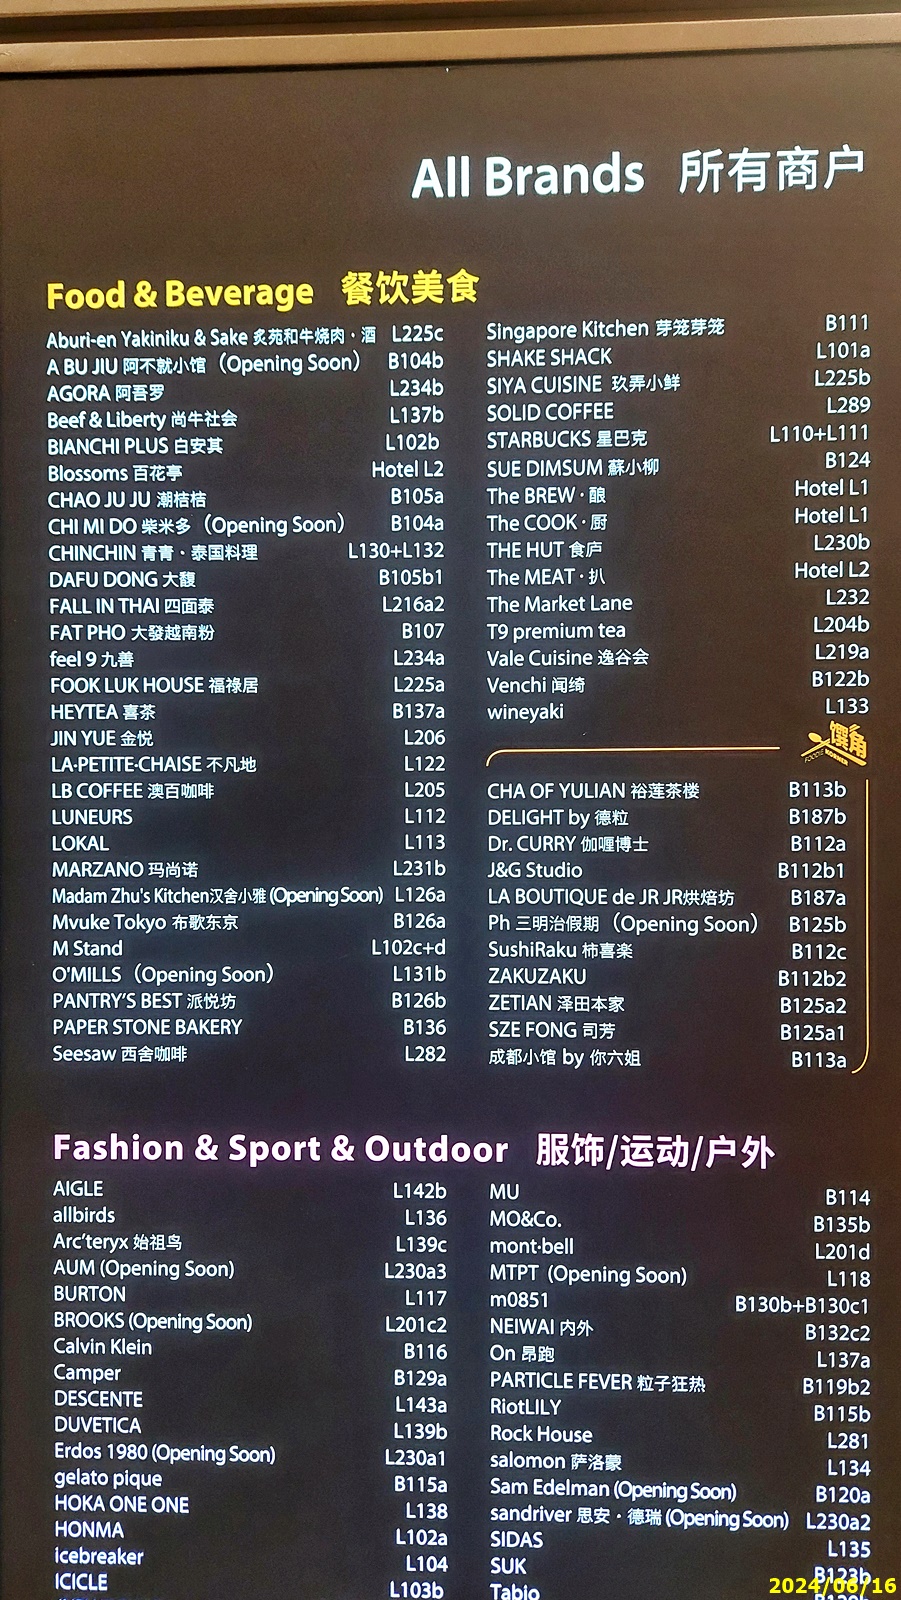 All Brands 所有商户
Food & Beverage 餐饮美食
Aburi-en Yakiniku & Sake 炙苑和牛烧肉·酒 L225c
A BU JIU 阿不就小馆（Opening Soon） B104b
AGORA 阿吾罗 L234b
Beef & Liberty 尚牛社会 L137b
BIANCHI PLUS 白安其 L102b
Blossoms 百花亭 Hotel L2
CHAO JU JU 潮桔桔 B105a
CHI MI DO 柴米多（Opening Soon） B104a
CHINCHIN 青青·泰国料理 L130+L132
DAFU DONG 大馥 B105b1
FALL IN THAI 四面泰 L216a2
FAT PHO 大發越南粉 B107
feel 9 九善 L234a
FOOK LUK HOUSE 福祿居 L225a
HEYTEA 喜茶 B137a
JIN YUE 金悦 L206
LA-PETITE-CHAISE 不凡地 L122
LB COFFEE 澳百咖啡 L205
LUNEURS L112
LOKAL L113
MARZANO 玛尚诺 L231b
Madam Zhu's Kitchen汉舍小雅 (Opening Soon) L126a
Mvuke Tokyo 布歌东京 B126a
M Stand L102c+d
O'MILLS（Opening Soon） L131b
PANTRY'S BEST 派悦坊 B126b
PAPER STONE BAKERY B136
Seesaw 西舍咖啡 L282
Singapore Kitchen 芽笼芽笼 B111
SHAKE SHACK L101a
SIYA CUISINE 玖弄小鲜 L225b
SOLID COFFEE L289
STARBUCKS 星巴克 L110+L111
SUE DIMSUM 蘇小柳 B124
The BREW·酿 Hotel L1
The COOK·厨 Hotel L1
THE HUT 食庐 L230b
The MEAT·扒 Hotel L2
The Market Lane L232
T9 premium tea L204b
Vale Cuisine 逸谷会 L219a
Venchi 闻绮 B122b
wineyaki L133
馔角
FOODIE KORNER
CHA OF YULIAN 裕莲茶楼 B113b
DELIGHT by 德粒 B187b
Dr. CURRY 伽喱博士 B112a
J&G Studio B112b1
LA BOUTIQUE de JR JR烘焙坊 B187a
Ph 三明治假期（Opening Soon） B125b
SushiRaku 柿喜楽 B112c
ZAKUZAKU B112b2
ZETIAN 泽田本家 B125a2
SZE FONG 司芳 B125a1
成都小馆 by 你六姐 B113a
Fashion & Sport & Outdoor 服饰/运动/户外
AIGLE L142b
allbirds L136
Arc'teryx 始祖鸟 L139c
AUM (Opening Soon) L230a3
BURTON L117
BROOKS (Opening Soon) L201c2
Calvin Klein B116
Camper B129a
DESCENTE L143a
DUVETICA L139b
Erdos 1980 (Opening Soon) L230a1
gelato pique B115a
HOKA ONE ONE L138
HONMA L102a
icebreaker L104
ICICLE L103b
MU B114
MO&Co. B135b
mont·bell L201d
MTPT (Opening Soon) L118
m0851 B130b+B130c1
NEIWAI 内外 B132c2
On 昂跑 L137a
PARTICLE FEVER 粒子狂热 B119b2
RiotLILY B115b
Rock House L281
salomon 萨洛蒙 L134
Sam Edelman (Opening Soon) B120a
sandriver 思安·德瑞 (Opening Soon) L230a2
SIDAS L135
SUK B123b
Tabio
2024/06/16